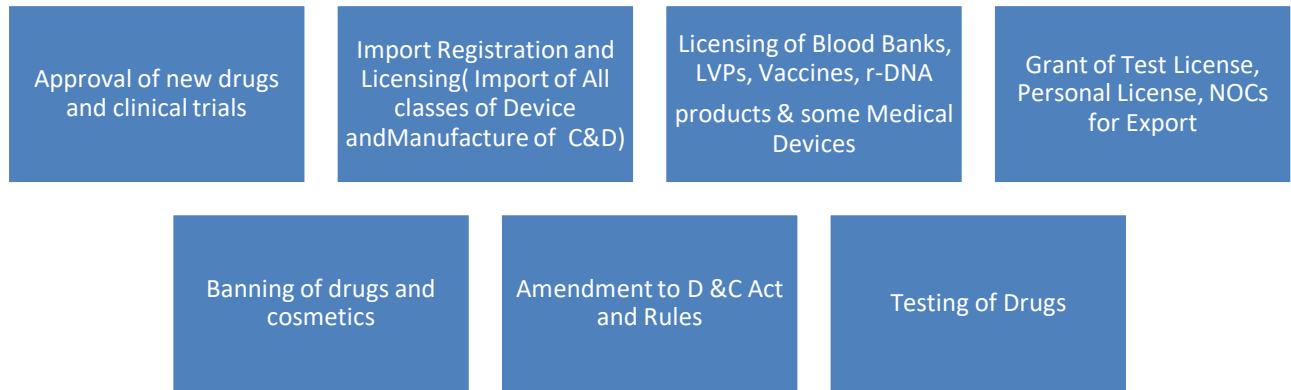 Approval of new drugs
and clinical trials
Import Registration and
Licensing( Import of All
classes of Device
andManufacture of C&D)
Licensing of Blood Banks,
LVPs, Vaccines, r-DNA
products & some Medical
Devices
Grant of Test License,
Personal License, NOCs
for Export
Banning of drugs and
cosmetics
Amendment to D &C Act
and Rules
Testing of Drugs